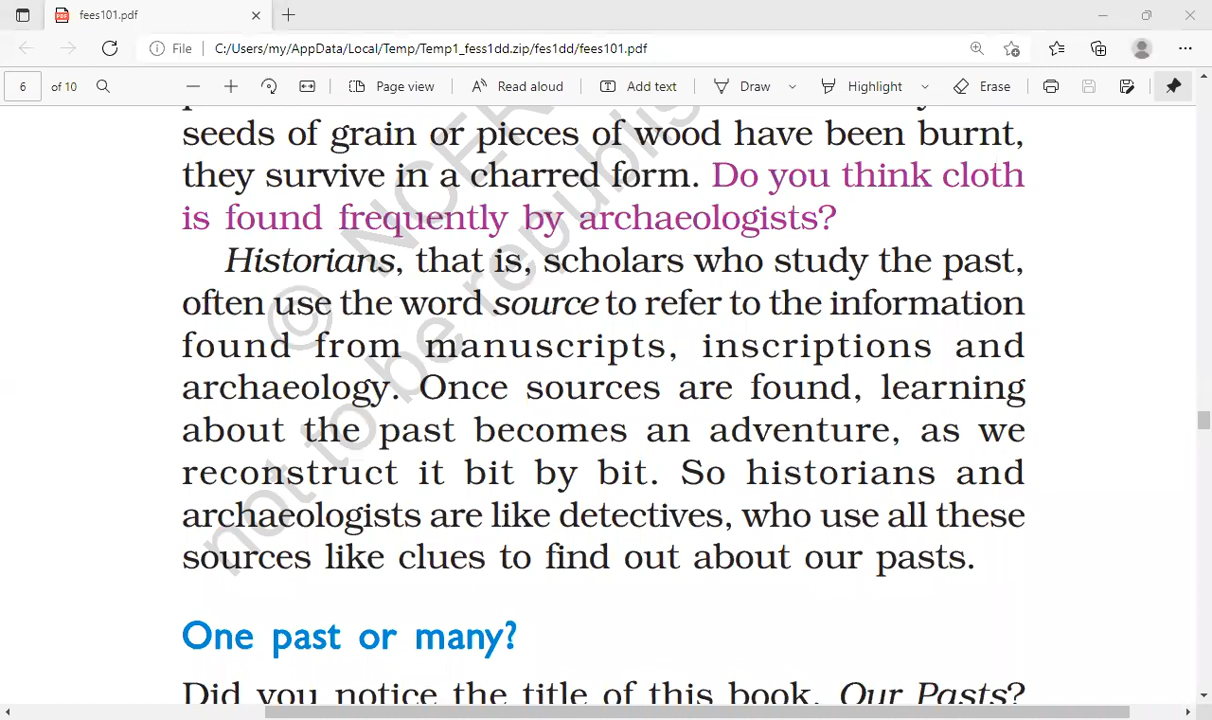 fees101.pdf
File C:/Users/my/AppData/Local/Temp/Temp1_fess1dd.zip/fes1dd/fees101.pdf
6 of 10 Page view Read aloud Add text Draw Highlight Erase
seeds of grain or pieces of wood have been burnt,
they survive in a charred form. Do you think cloth
is found frequently by archaeologists?
Historians, that is, scholars who study the past,
often use the word source to refer to the information
found from manuscripts, inscriptions and
archaeology. Once sources are found, learning
about the past becomes an adventure, as we
reconstruct it bit by bit. So historians and
archaeologists are like detectives, who use all these
sources like clues to find out about our pasts.
One past or many?
Did you notice the title of this book, Our Pasts?
© NCER
not to be republis